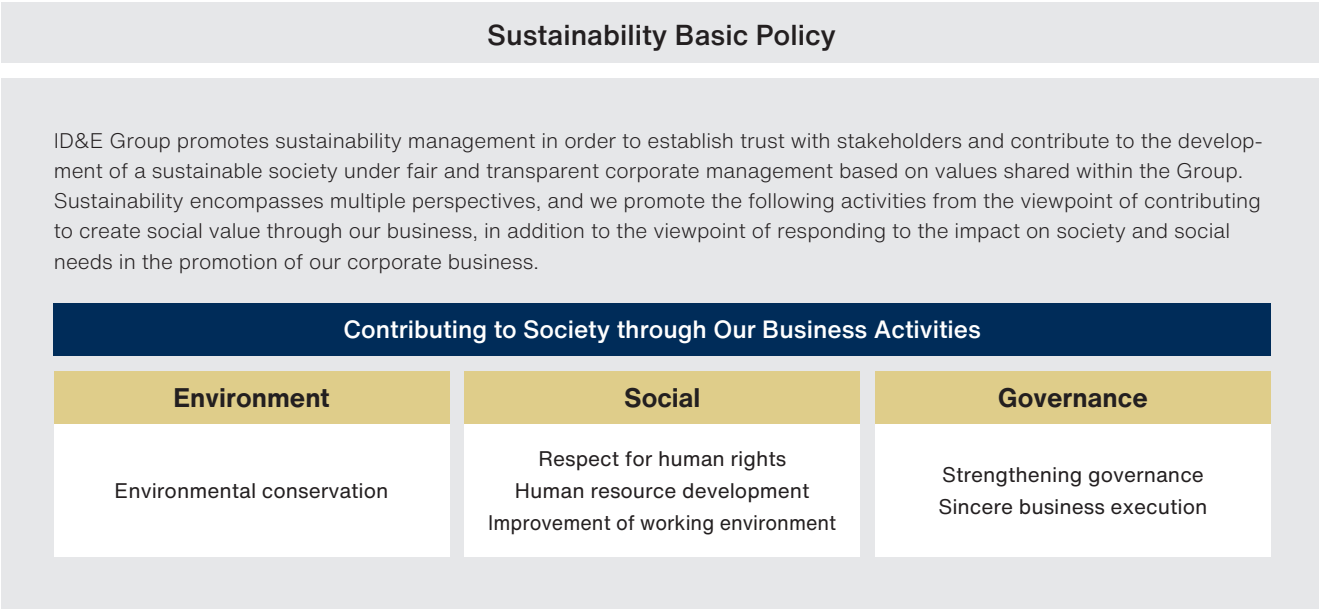 Sustainability Basic Policy
ID&E Group promotes sustainability management in order to establish trust with stakeholders and contribute to the develop-
ment of a sustainable society under fair and transparent corporate management based on values shared within the Group.
Sustainability encompasses multiple perspectives, and we promote the following activities from the viewpoint of contributing
to create social value through our business, in addition to the viewpoint of responding to the impact on society and social
needs in the promotion of our corporate business.
Contributing to Society through Our Business Activities
Environment
Environmental conservation
Social
Respect for human rights
Human resource development
Improvement of working environment
Governance
Strengthening governance
Sincere business execution